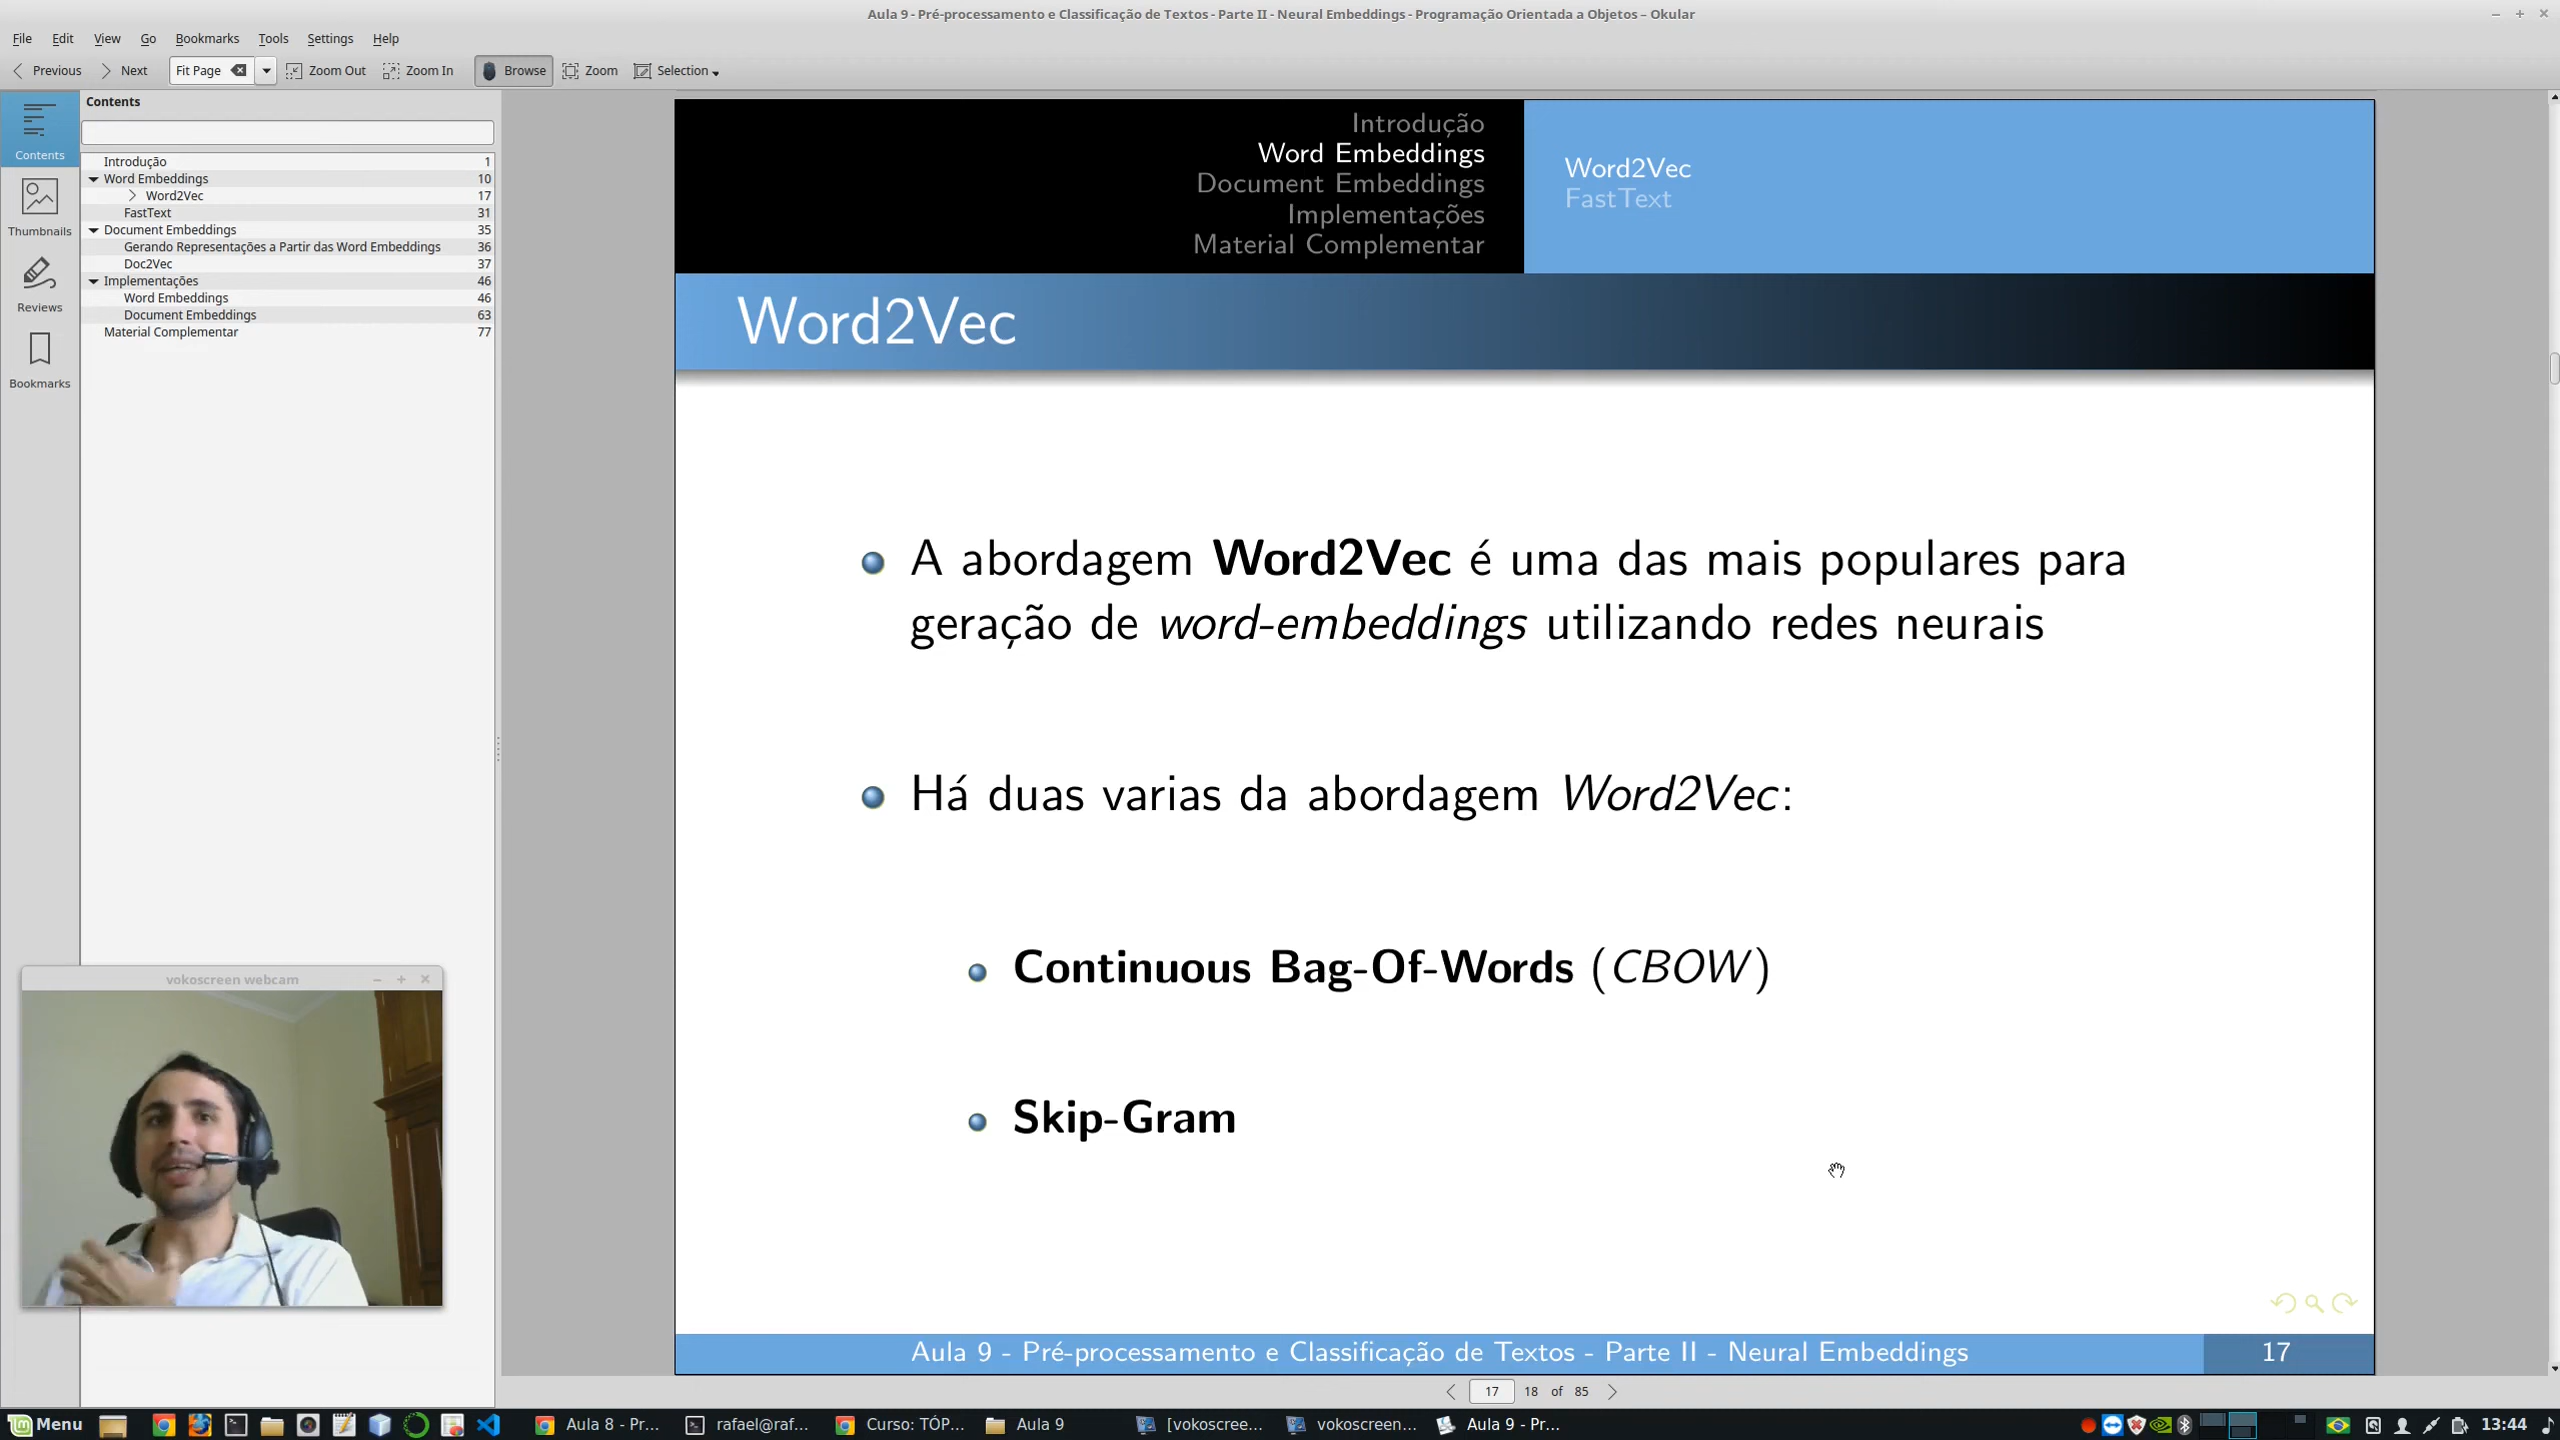 Aula 9 - Pré-processamento e Classificação de Textos - Parte II - Neural Embeddings - Programação Orientada a Objetos – Okular
File Edit View Go Bookmarks Tools Settings Help
Previous Next Fit Page Zoom Out Zoom In Browse Zoom Selection
Contents
Contents
Thumbnails
Reviews
Bookmarks
Introdução 1
Word Embeddings 10
Word2Vec 17
FastText 31
Document Embeddings 35
Gerando Representações a Partir das Word Embeddings 36
Doc2Vec 37
Implementações 46
Word Embeddings 46
Document Embeddings 63
Material Complementar 77
Introdução
Word Embeddings
Document Embeddings
Implementações
Material Complementar
Word2Vec
FastText
Word2Vec
A abordagem Word2Vec é uma das mais populares para
geração de word-embeddings utilizando redes neurais
Há duas varias da abordagem Word2Vec:
Continuous Bag-Of-Words (CBOW)
Skip-Gram
Aula 9 - Pré-processamento e Classificação de Textos - Parte II - Neural Embeddings 17
vokoscreen webcam
17 18 of 85
Menu Aula 8 - Pr... rafael@raf... Curso: TÓP... Aula 9 [vokoscree... vokoscreen... Aula 9 - Pr... 13:44